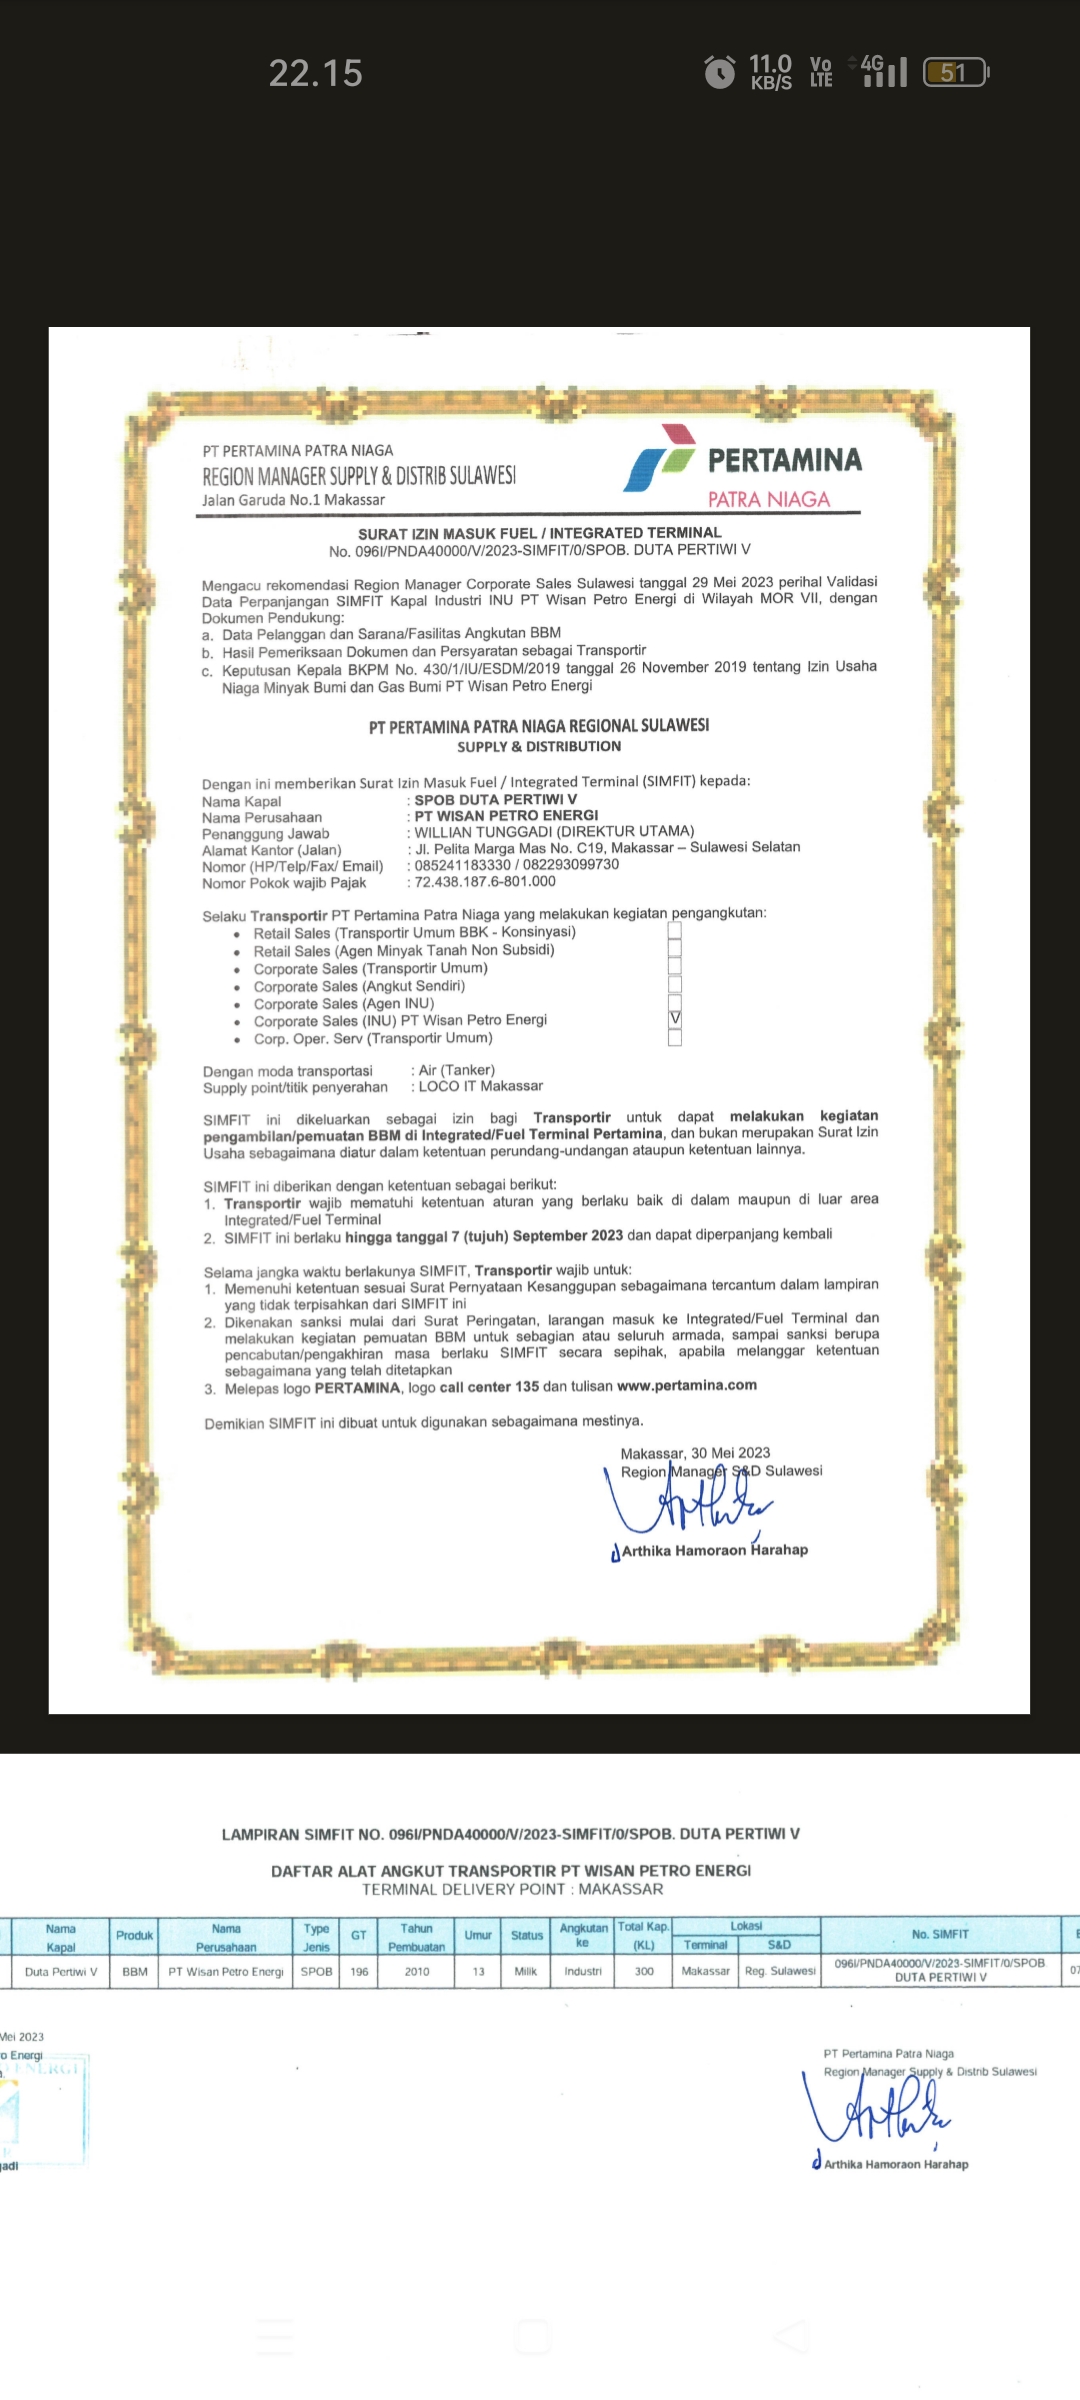 22.15
11.0 KB/S
Vo LTE
4G
51
PT PERTAMINA PATRA NIAGA
REGION MANAGER SUPPLY & DISTRIB SULAWESI
Jalan Garuda No.1 Makassar
PERTAMINA
PATRA NIAGA
SURAT IZIN MASUK FUEL / INTEGRATED TERMINAL
No. 096I/PNDA40000/V/2023-SIMFIT/0/SPOB. DUTA PERTIWI V
Mengacu rekomendasi Region Manager Corporate Sales Sulawesi tanggal 29 Mei 2023 perihal Validasi
Data Perpanjangan SIMFIT Kapal Industri INU PT Wisan Petro Energi di Wilayah MOR VII, dengan
Dokumen Pendukung:
a. Data Pelanggan dan Sarana/Fasilitas Angkutan BBM
b. Hasil Pemeriksaan Dokumen dan Persyaratan sebagai Transportir
c. Keputusan Kepala BKPM No. 430/1/IU/ESDM/2019 tanggal 26 November 2019 tentang Izin Usaha
Niaga Minyak Bumi dan Gas Bumi PT Wisan Petro Energi
PT PERTAMINA PATRA NIAGA REGIONAL SULAWESI
SUPPLY & DISTRIBUTION
Dengan ini memberikan Surat Izin Masuk Fuel / Integrated Terminal (SIMFIT) kepada:
Nama Kapal : SPOB DUTA PERTIWI V
Nama Perusahaan : PT WISAN PETRO ENERGI
Penanggung Jawab : WILLIAN TUNGGADI (DIREKTUR UTAMA)
Alamat Kantor (Jalan) : Jl. Pelita Marga Mas No. C19, Makassar – Sulawesi Selatan
Nomor (HP/Telp/Fax/ Email) : 085241183330 / 082293099730
Nomor Pokok wajib Pajak : 72.438.187.6-801.000
Selaku Transportir PT Pertamina Patra Niaga yang melakukan kegiatan pengangkutan:
• Retail Sales (Transportir Umum BBK - Konsinyasi)
• Retail Sales (Agen Minyak Tanah Non Subsidi)
• Corporate Sales (Transportir Umum)
• Corporate Sales (Angkut Sendiri)
• Corporate Sales (Agen INU)
• Corporate Sales (INU) PT Wisan Petro Energi V
• Corp. Oper. Serv (Transportir Umum)
Dengan moda transportasi : Air (Tanker)
Supply point/titik penyerahan : LOCO IT Makassar
SIMFIT ini dikeluarkan sebagai izin bagi Transportir untuk dapat melakukan kegiatan
pengambilan/pemuatan BBM di Integrated/Fuel Terminal Pertamina, dan bukan merupakan Surat Izin
Usaha sebagaimana diatur dalam ketentuan perundang-undangan ataupun ketentuan lainnya.
SIMFIT ini diberikan dengan ketentuan sebagai berikut:
1. Transportir wajib mematuhi ketentuan aturan yang berlaku baik di dalam maupun di luar area
Integrated/Fuel Terminal
2. SIMFIT ini berlaku hingga tanggal 7 (tujuh) September 2023 dan dapat diperpanjang kembali
Selama jangka waktu berlakunya SIMFIT, Transportir wajib untuk:
1. Memenuhi ketentuan sesuai Surat Pernyataan Kesanggupan sebagaimana tercantum dalam lampiran
yang tidak terpisahkan dari SIMFIT ini
2. Dikenakan sanksi mulai dari Surat Peringatan, larangan masuk ke Integrated/Fuel Terminal dan
melakukan kegiatan pemuatan BBM untuk sebagian atau seluruh armada, sampai sanksi berupa
pencabutan/pengakhiran masa berlaku SIMFIT secara sepihak, apabila melanggar ketentuan
sebagaimana yang telah ditetapkan
3. Melepas logo PERTAMINA, logo call center 135 dan tulisan www.pertamina.com
Demikian SIMFIT ini dibuat untuk digunakan sebagaimana mestinya.
Makassar, 30 Mei 2023
Region Manager S&D Sulawesi
Arthika Hamoraon Harahap
LAMPIRAN SIMFIT NO. 096I/PNDA40000/V/2023-SIMFIT/0/SPOB. DUTA PERTIWI V
DAFTAR ALAT ANGKUT TRANSPORTIR PT WISAN PETRO ENERGI
TERMINAL DELIVERY POINT : MAKASSAR
Nama Kapal Produk Nama Perusahaan Type Jenis GT Tahun Pembuatan Umur Status Angkutan ke Total Kap. (KL) Lokasi Terminal S&D No. SIMFIT
Duta Pertiwi V BBM PT Wisan Petro Energi SPOB 196 2010 13 Milik Industri 300 Makassar Reg. Sulawesi 096I/PNDA40000/V/2023-SIMFIT/0/SPOB. DUTA PERTIWI V 07
Mei 2023
o Energi
PT Pertamina Patra Niaga
Region Manager Supply & Distrib Sulawesi
Arthika Hamoraon Harahap